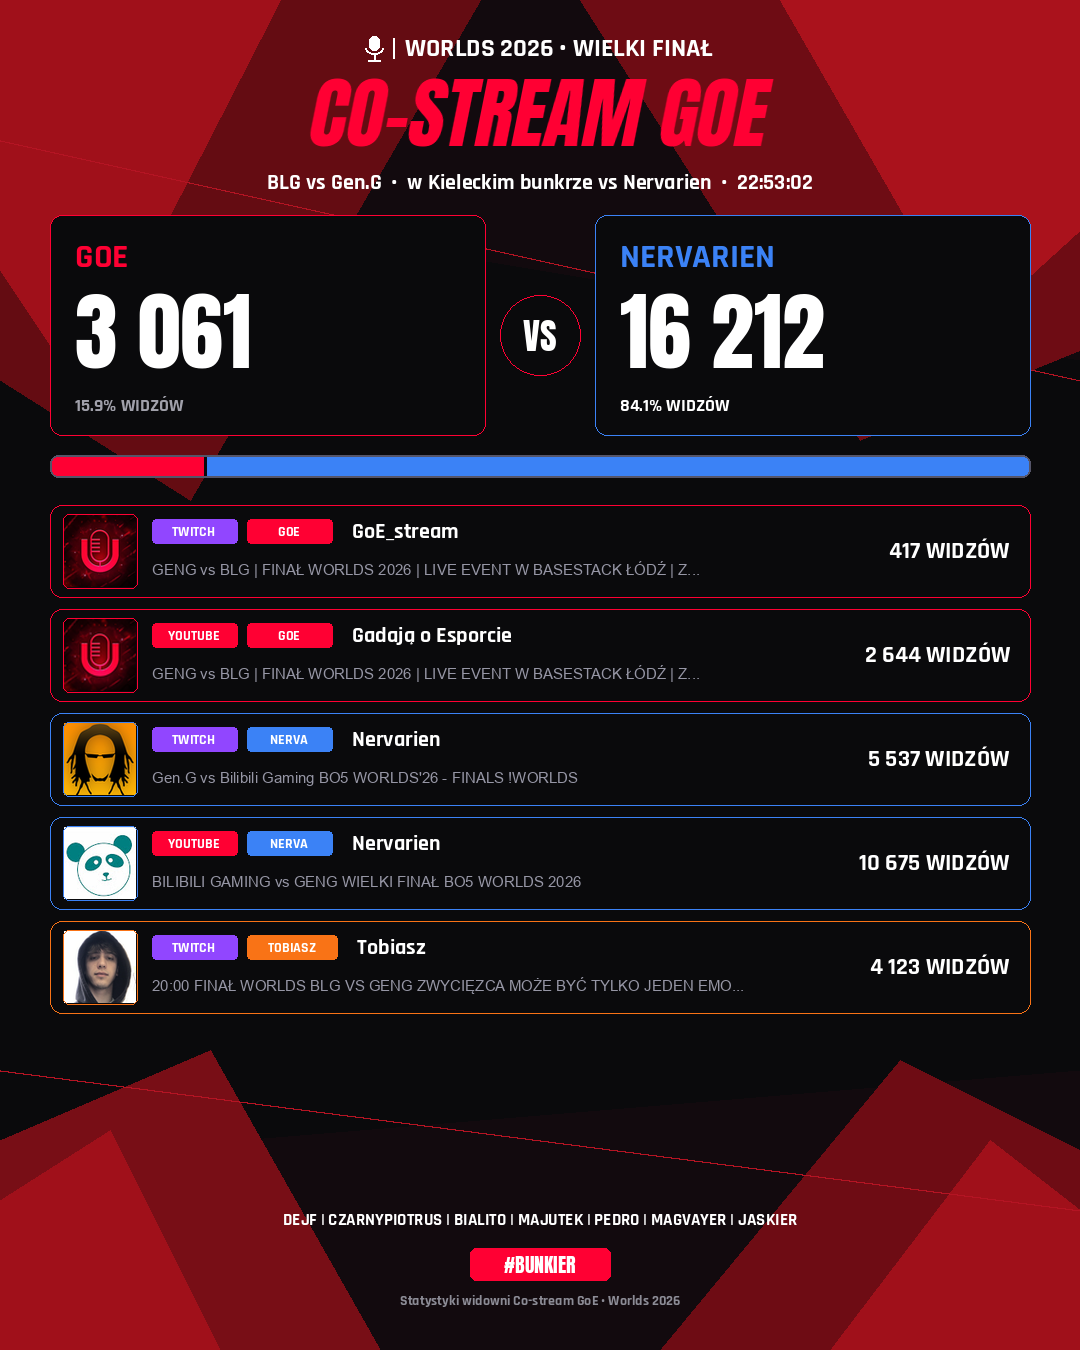 WORLDS 2026 • WIELKI FINAŁ
CO-STREAM GOE
BLG vs Gen.G • w Kieleckim bunkrze vs Nervarien • 22:53:02
GOE
3 061
15.9% WIDZÓW
VS
NERVARIEN
16 212
84.1% WIDZÓW
TWITCH GOE GoE_stream
GENG vs BLG | FINAŁ WORLDS 2026 | LIVE EVENT W BASESTACK ŁÓDŹ | Z...
417 WIDZÓW
YOUTUBE GOE Gadają o Esporcie
GENG vs BLG | FINAŁ WORLDS 2026 | LIVE EVENT W BASESTACK ŁÓDŹ | Z...
2 644 WIDZÓW
TWITCH NERVA Nervarien
Gen.G vs Bilibili Gaming BO5 WORLDS'26 - FINALS !WORLDS
5 537 WIDZÓW
YOUTUBE NERVA Nervarien
BILIBILI GAMING vs GENG WIELKI FINAŁ BO5 WORLDS 2026
10 675 WIDZÓW
TWITCH TOBIASZ Tobiasz
20:00 FINAŁ WORLDS BLG VS GENG ZWYCIĘZCA MOŻE BYĆ TYLKO JEDEN EMO...
4 123 WIDZÓW
DEJF | CZARNYPIOTRUS | BIALITO | MAJUTEK | PEDRO | MAGVAYER | JASKIER
#BUNKIER
Statystyki widowni Co-stream GoE • Worlds 2026